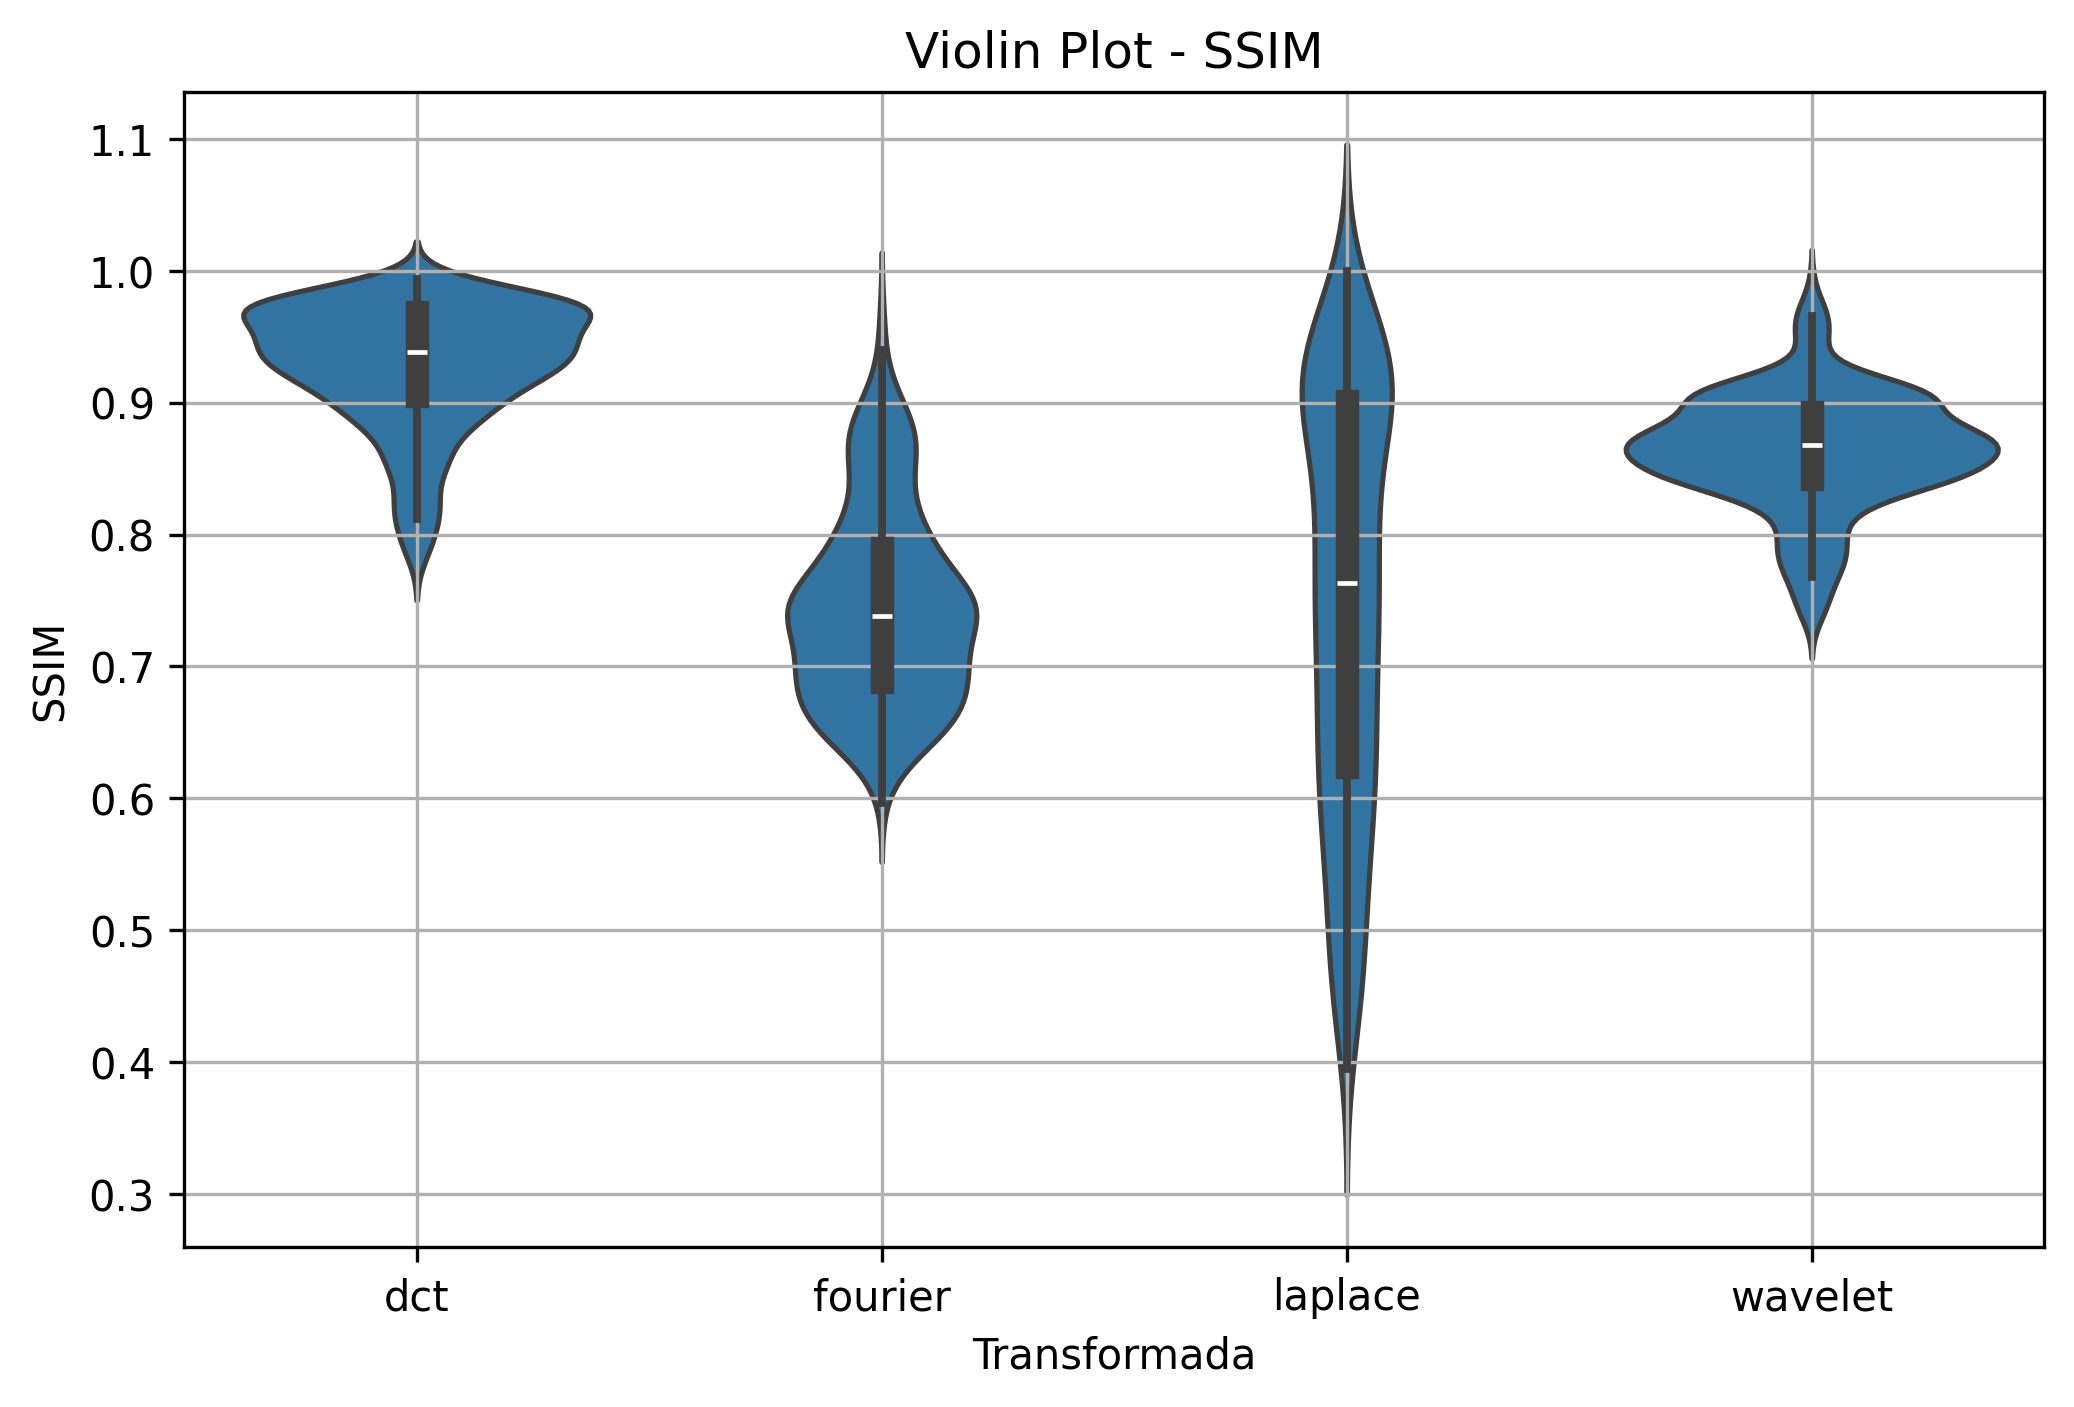 Violin Plot - SSIM
1.1
1.0
0.9
0.8
0.7
0.6
0.5
0.4
0.3
SSIM
dct fourier laplace wavelet
Transformada